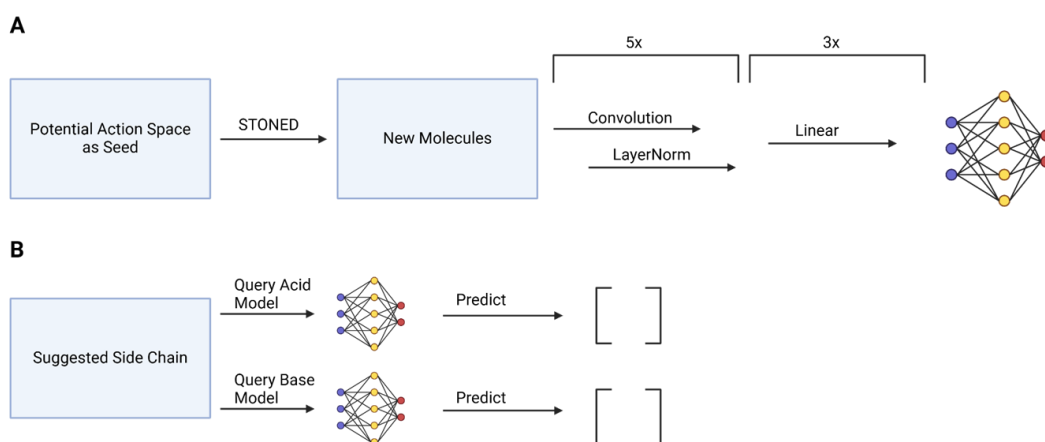 A
5x
3x
Potential Action Space
as Seed
STONED
New Molecules
Convolution
LayerNorm
Linear
B
Suggested Side Chain
Query Acid
Model
Predict
Query Base
Model
Predict